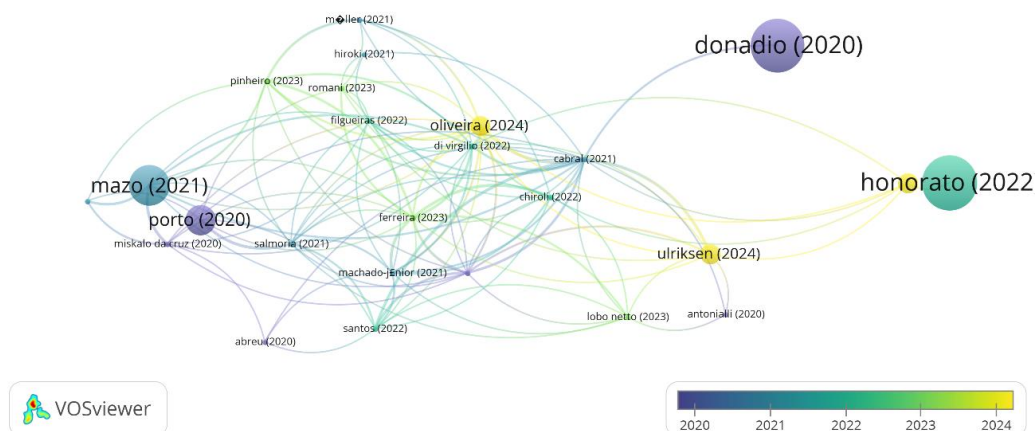 m�ller (2021)
donadio (2020)
hiroki (2021)
pinheiro (2023)
romani (2023)
filgueiras (2022)
oliveira (2024)
di virgilio (2022)
cabral (2021)
mazo (2021)
honorato (2022
chiroli (2022)
porto (2020)
ferreira (2023)
miskalo da cruz (2020)
salmoria (2021)
ulriksen (2024)
machado-j£nior (2021)
lobo netto (2023)
antonialli (2020)
santos (2022)
abreu (2020)
VOSviewer
2020 2021 2022 2023 2024